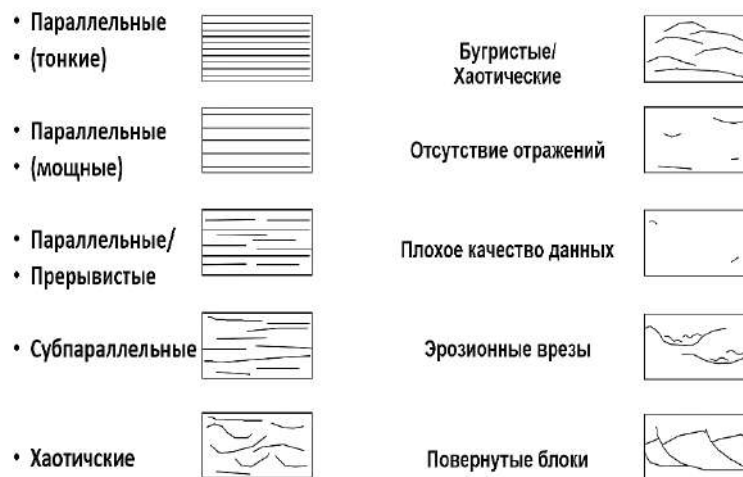 • Параллельные
• (тонкие)
• Параллельные
• (мощные)
• Параллельные/
• Прерывистые
• Субпараллельные
• Хаотичские
Бугристые/
Хаотические
Отсутствие отражений
Плохое качество данных
Эрозионные врезы
Повернутые блоки